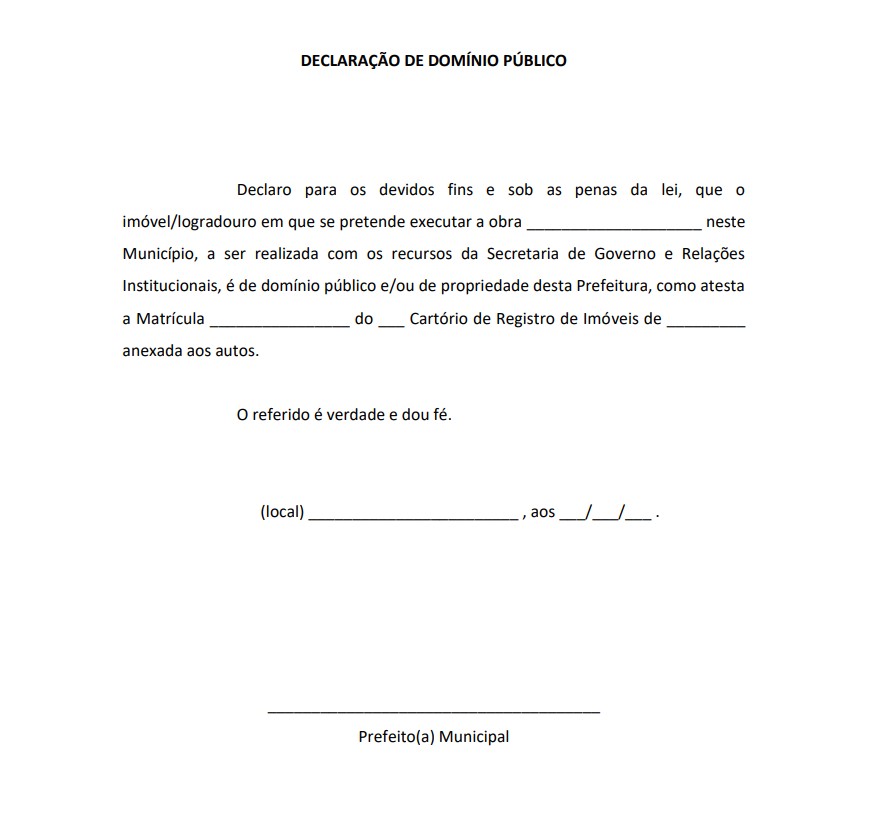 DECLARAÇÃO DE DOMÍNIO PÚBLICO
Declaro para os devidos fins e sob as penas da lei, que o
imóvel/logradouro em que se pretende executar a obra ____________________ neste
Município, a ser realizada com os recursos da Secretaria de Governo e Relações
Institucionais, é de domínio público e/ou de propriedade desta Prefeitura, como atesta
a Matrícula ________________ do ___ Cartório de Registro de Imóveis de _________
anexada aos autos.
O referido é verdade e dou fé.
(local) ________________________ , aos ___/___/___ .
______________________________________
Prefeito(a) Municipal